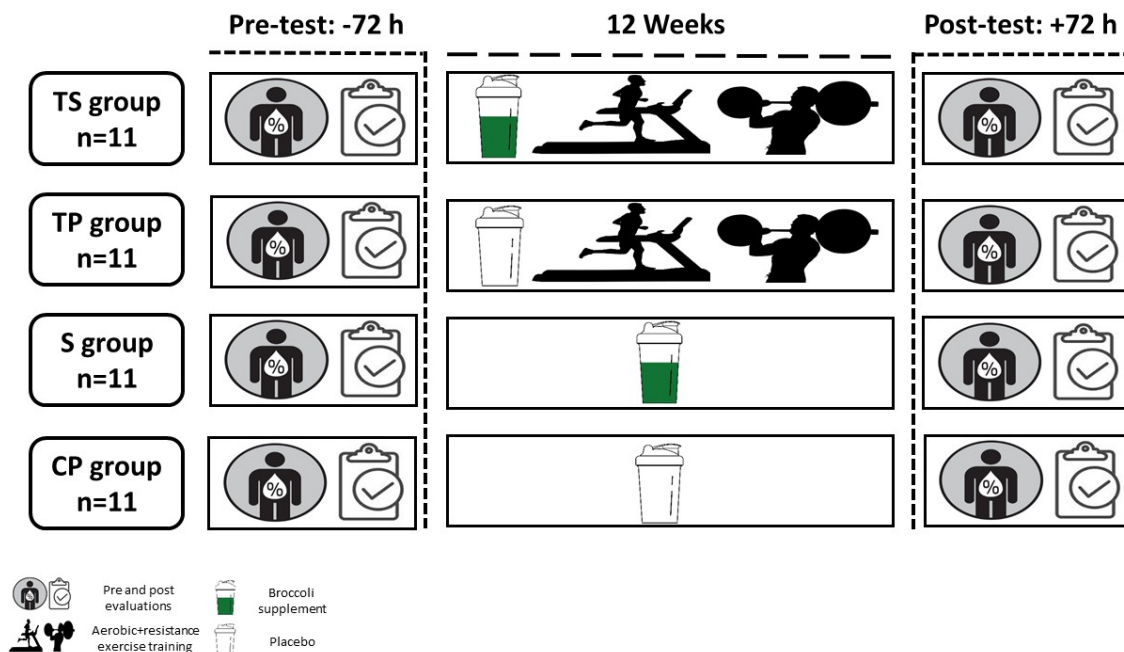 Pre-test: -72 h
12 Weeks
Post-test: +72 h
TS group
n=11
%
%
TP group
n=11
%
%
S group
n=11
%
%
CP group
n=11
%
%
Pre and post
evaluations
Broccoli
supplement
Aerobic+resistance
exercise training
Placebo